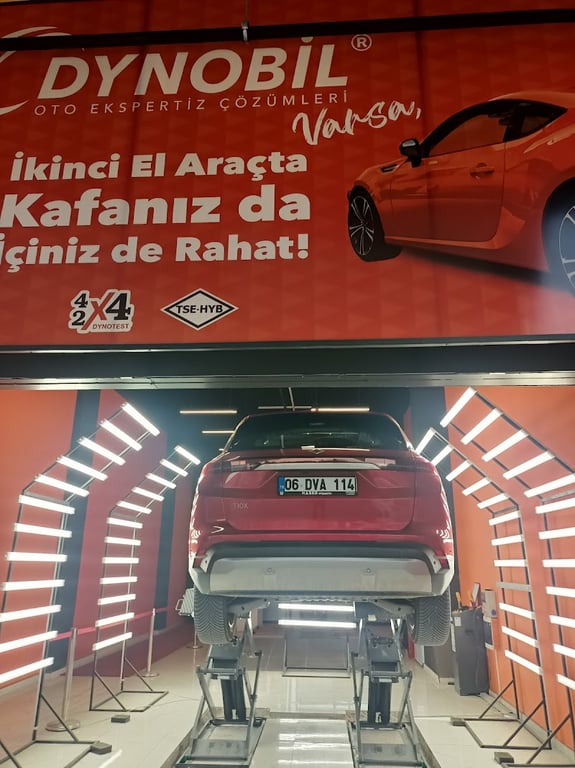 DYNOBİL®
OTO EKSPERTİZ ÇÖZÜMLERİ
Varsa,
İkinci El Araçta
Kafanız da
İçiniz de Rahat!
4x4
2
DYNOTEST
TSE-HYB
06 DVA 114
T10X